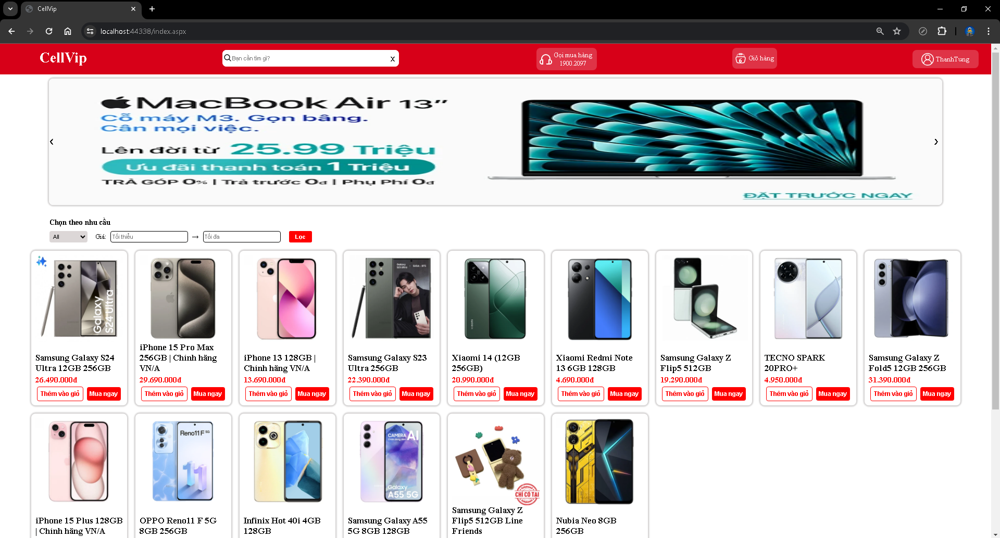 CellVip
localhost:44338/index.aspx
CellVip
Bạn cần tìm gì?
X
Gọi mua hàng
1900.2097
6
Giỏ hàng
ThanhTung
MacBook Air 13″
Cỗ máy M3. Gọn bâng.
Cân mọi việc.
Lên đời từ 25.99 Triệu
Ưu đãi thanh toán 1 Triệu
TRẢ GÓP 0% | Trả trước 0đ | Phụ Phí 0đ
ĐẶT TRƯỚC NGAY
Chọn theo nhu cầu
All
Giá:
Tối thiểu
→
Tối đa
Lọc
Galaxy
S24 Ultra
Samsung Galaxy S24
Ultra 12GB 256GB
26.490.000đ
Thêm vào giỏ
Mua ngay
iPhone 15 Pro Max
256GB | Chính hãng
VN/A
29.690.000đ
Thêm vào giỏ
Mua ngay
iPhone 13 128GB |
Chính hãng VN/A
13.690.000đ
Thêm vào giỏ
Mua ngay
Galaxy
S23 Ultra
SUGA BTS
Samsung Galaxy S23
Ultra 256GB
22.390.000đ
Thêm vào giỏ
Mua ngay
Xiaomi 14 (12GB
256GB)
20.990.000đ
Thêm vào giỏ
Mua ngay
Xiaomi Redmi Note
13 6GB 128GB
4.690.000đ
Thêm vào giỏ
Mua ngay
Samsung Galaxy Z
Flip5 512GB
19.290.000đ
Thêm vào giỏ
Mua ngay
TECNO SPARK
20PRO+
4.950.000đ
Thêm vào giỏ
Mua ngay
Samsung Galaxy Z
Fold5 12GB 256GB
31.390.000đ
Thêm vào giỏ
Mua ngay
iPhone 15 Plus 128GB
| Chính hãng VN/A
Reno11 F 5G
11
OPPO Reno11 F 5G
8GB 256GB
Infinix Hot 40i 4GB
128GB
CAMERA AI
Galaxy
A55 5G
Samsung Galaxy A55
5G 8GB 128GB
CHỈ CÓ TẠI
Samsung Galaxy Z
Flip5 512GB Line
Friends
Nubia Neo 8GB
256GB